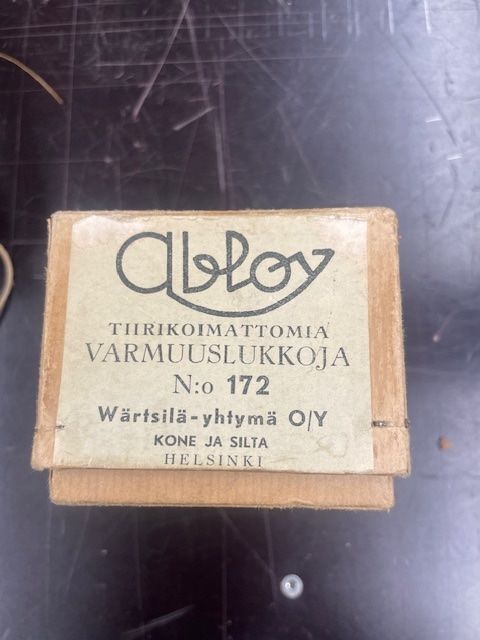 abloy
TIIRIKOIMATTOMIA
VARMUUSLUKKOJA
N:o 172
Wärtsilä-yhtymä O/Y
KONE JA SILTA
HELSINKI